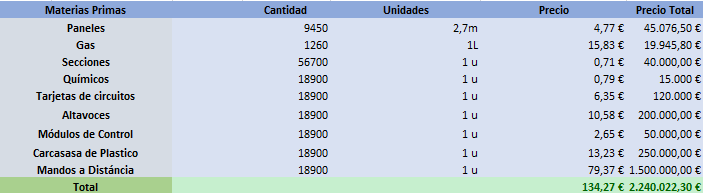 Materias Primas Cantidad Unidades Precio Precio Total
Paneles 9450 2,7m 4,77 € 45.076,50 €
Gas 1260 1L 15,83 € 19.945,80 €
Secciones 56700 1 u 0,71 € 40.000,00 €
Químicos 18900 1 u 0,79 € 15.000 €
Tarjetas de circuitos 18900 1 u 6,35 € 120.000 €
Altavoces 18900 1 u 10,58 € 200.000,00 €
Módulos de Control 18900 1 u 2,65 € 50.000,00 €
Carcasasa de Plastico 18900 1 u 13,23 € 250.000,00 €
Mandos a Distáncia 18900 1 u 79,37 € 1.500.000,00 €
Total 134,27 € 2.240.022,30 €